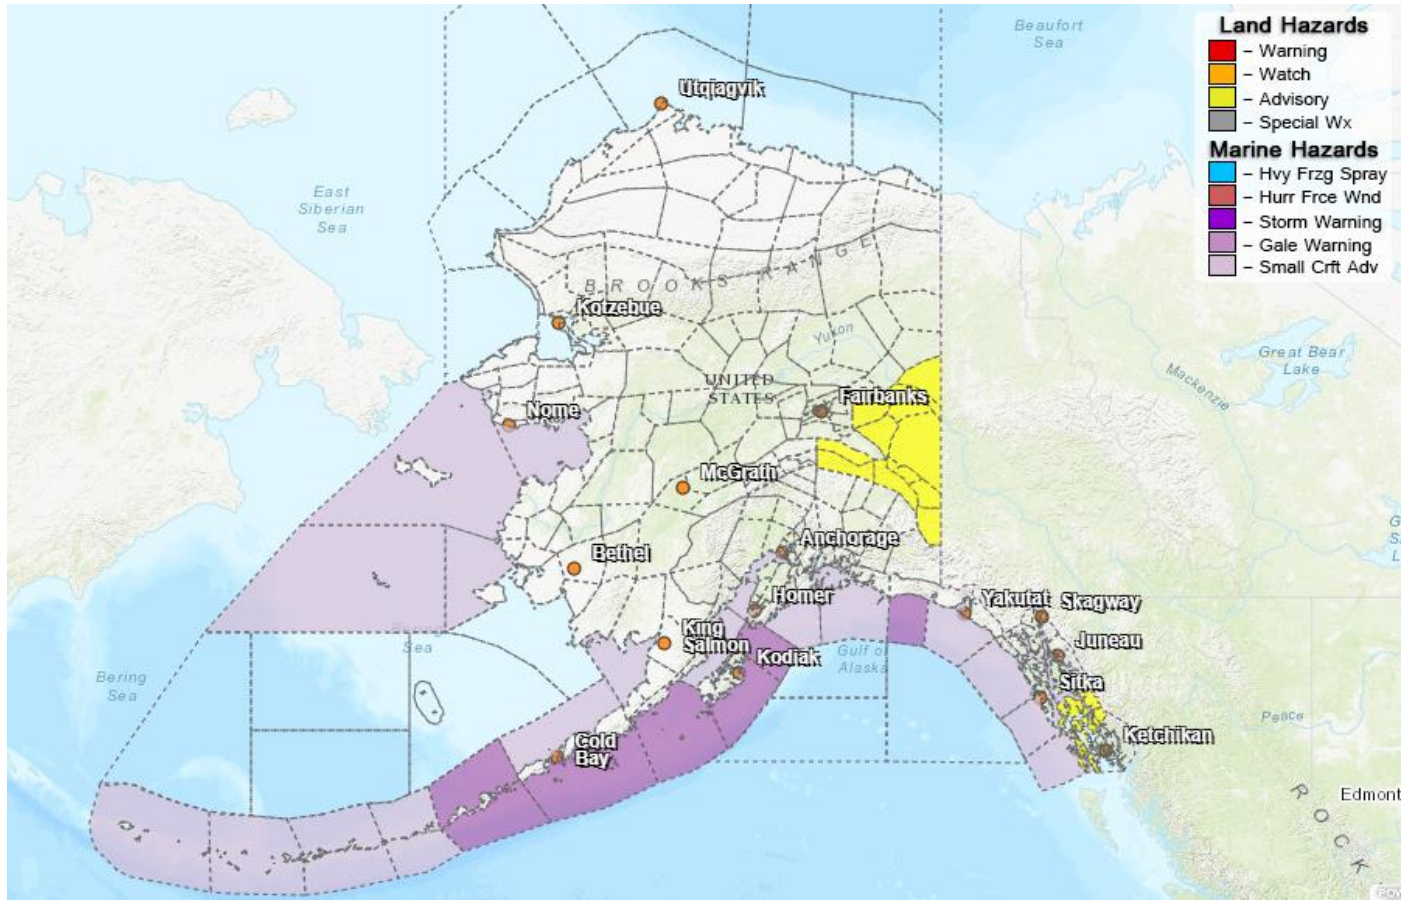 Beaufort
Sea
Land Hazards
– Warning
– Watch
– Advisory
– Special Wx
Marine Hazards
– Hvy Frzg Spray
– Hurr Frce Wnd
– Storm Warning
– Gale Warning
– Small Crft Adv
Utqiagvik
East
Siberian
Sea
BROOKS RANGE
Kotzebue
Yukon
Great Bear
Lake
Mackenzie
UNITED
STATES
Fairbanks
Nome
McGrath
Anchorage
Bethel
Homer
Yakutat
Skagway
King
Salmon
Juneau
Bering
Sea
Kodiak
Gulf of
Alaska
Bering
Sea
Sitka
Peace
Ketchikan
Cold
Bay
Edmont
ROCK